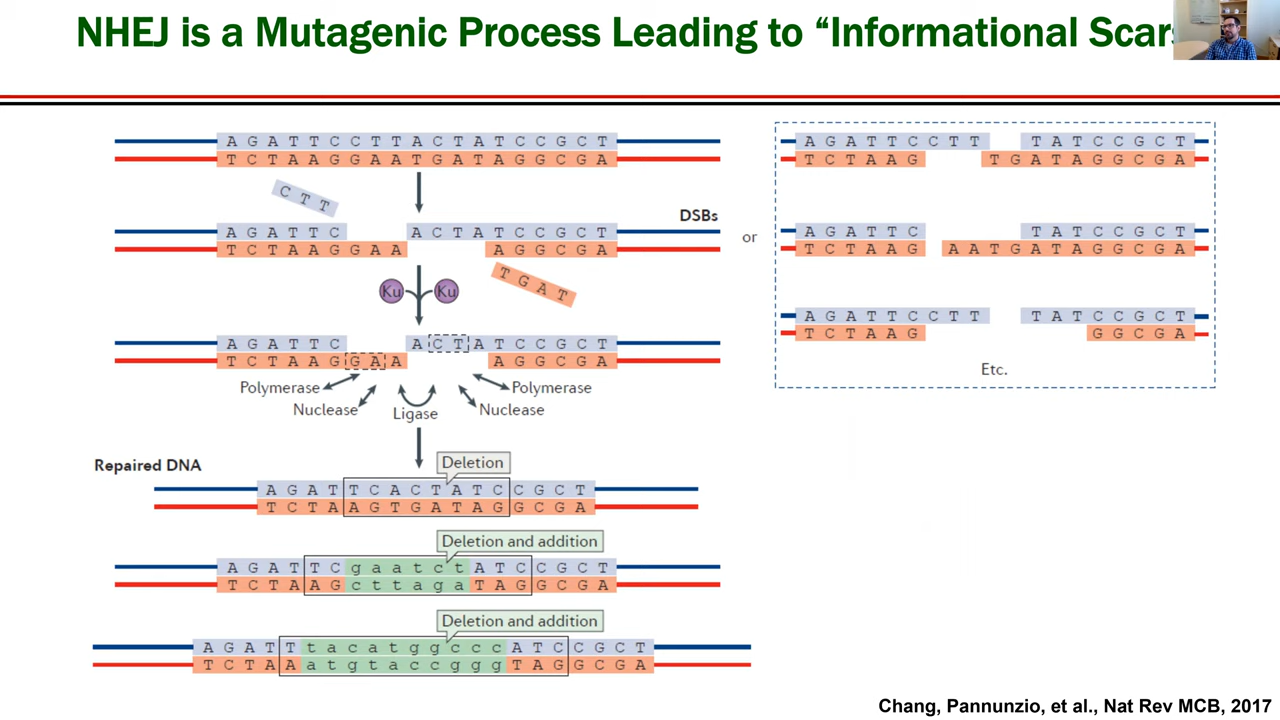 NHEJ is a Mutagenic Process Leading to “Informational Scars
A G A T T C C T T A C T A T C C G C T
T C T A A G G A A T G A T A G G C G A
C T T
DSBs
A G A T T C A C T A T C C G C T
T C T A A G G A A A G G C G A
T G A T
Ku Ku
A G A T T C A C T A T C C G C T
T C T A A G G A A A G G C G A
Polymerase Polymerase
Nuclease Ligase Nuclease
Repaired DNA
Deletion
A G A T T C A C T A T C C G C T
T C T A A G T G A T A G G C G A
Deletion and addition
A G A T T C g a a t c t A T C C G C T
T C T A A G c t t a g a T A G G C G A
Deletion and addition
A G A T T t a c a t g g c c c A T C C G C T
T C T A A a t g t a c c g g g T A G G C G A
or
A G A T T C C T T T A T C C G C T
T C T A A G T G A T A G G C G A
A G A T T C T A T C C G C T
T C T A A G A A T G A T A G G C G A
A G A T T C C T T T A T C C G C T
T C T A A G G G C G A
Etc.
Chang, Pannunzio, et al., Nat Rev MCB, 2017